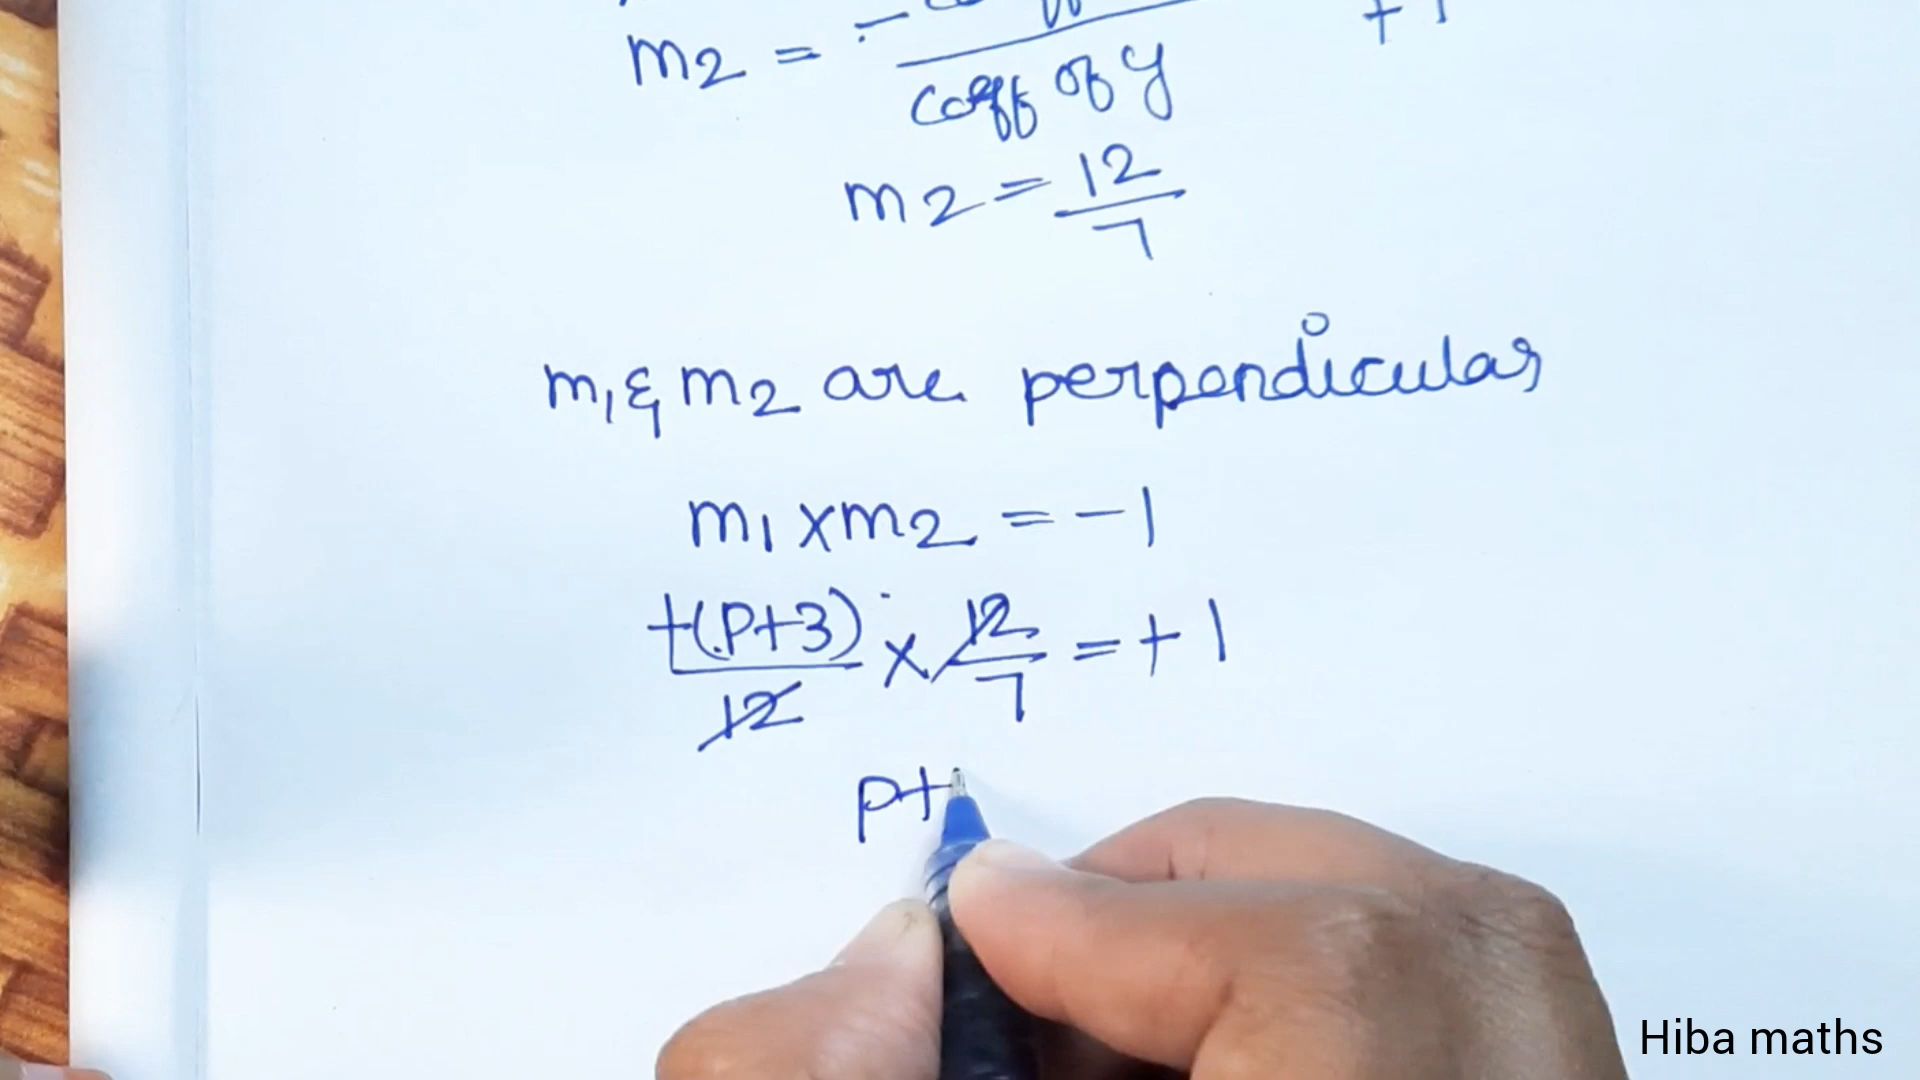 m2 =
coeff of y
m2 = 12/7
m1 & m2 are perpendicular
m1 x m2 = -1
+(P+3)/12 x 12/7 = +1
p+
Hiba maths